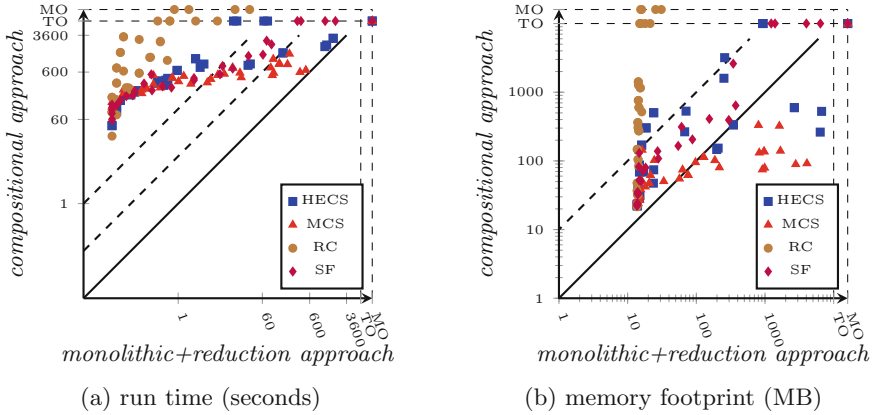 MO
TO
3600
600
60
1
compositional approach
HECS
MCS
RC
SF
1
60
600
3600
TO
MO
monolithic+reduction approach
(a) run time (seconds)
MO
TO
1000
100
10
1
compositional approach
HECS
MCS
RC
SF
1
10
100
1000
TO
MO
monolithic+reduction approach
(b) memory footprint (MB)